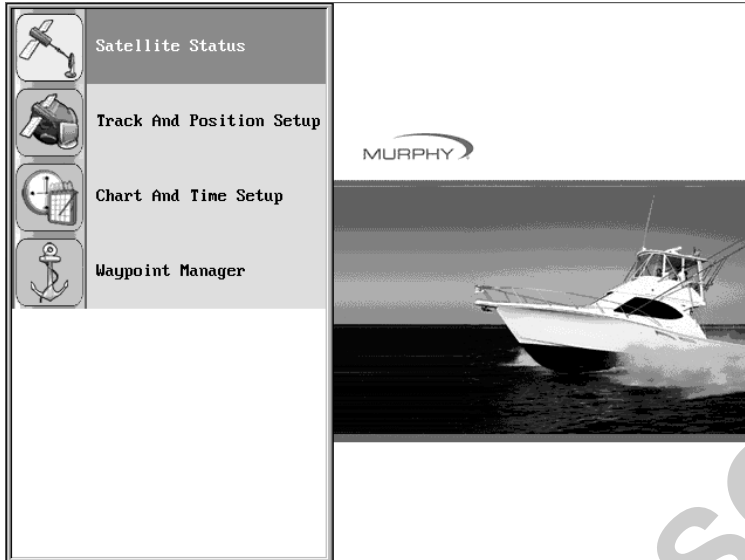 Satellite Status
Track And Position Setup
Chart And Time Setup
Waypoint Manager
MURPHY